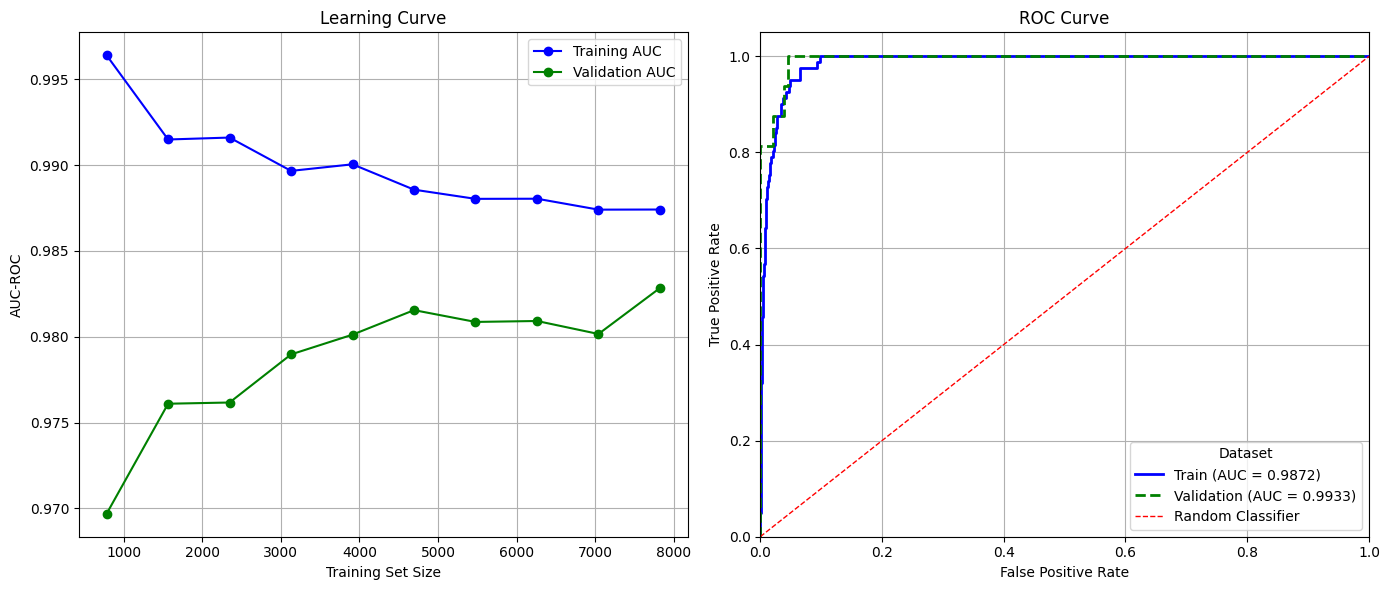 Learning Curve
Training AUC
Validation AUC
0.995
0.990
0.985
0.980
0.975
0.970
AUC-ROC
1000 2000 3000 4000 5000 6000 7000 8000
Training Set Size
ROC Curve
1.0
0.8
0.6
0.4
0.2
0.0
True Positive Rate
Dataset
Train (AUC = 0.9872)
Validation (AUC = 0.9933)
Random Classifier
0.0 0.2 0.4 0.6 0.8 1.0
False Positive Rate